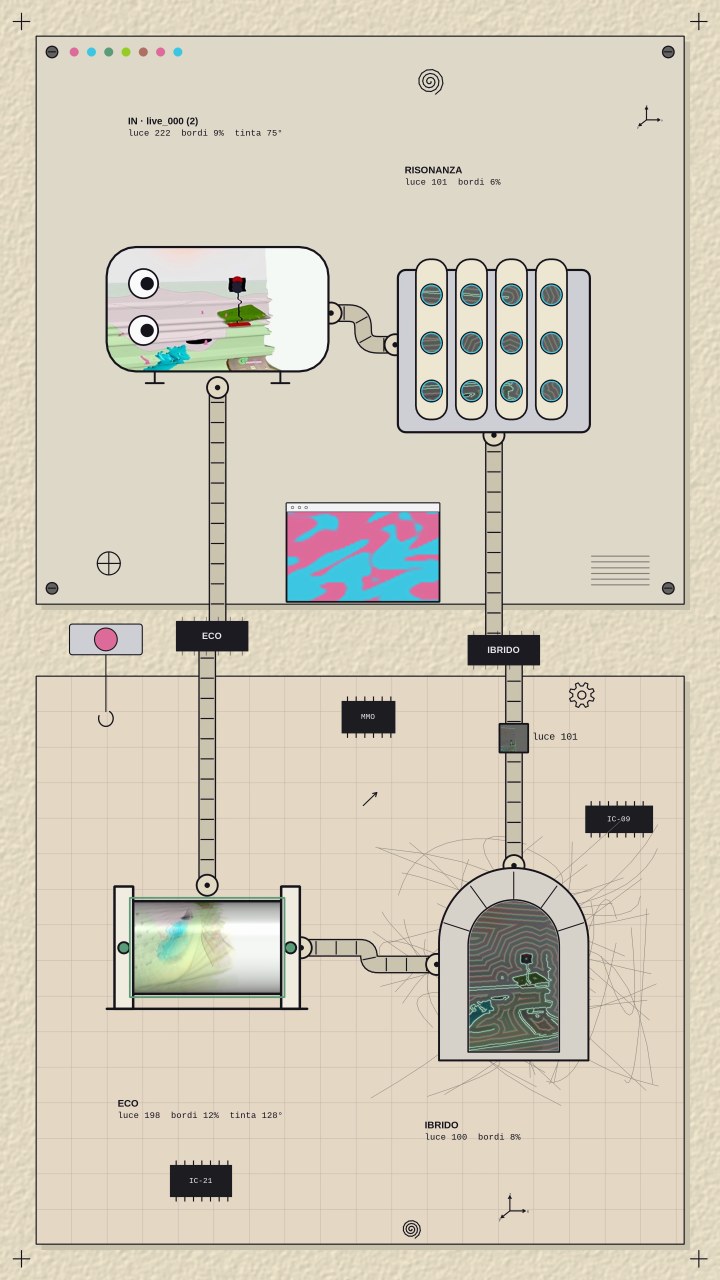 IN · live_000 (2)
luce 222  bordi 9%  tinta 75°
RISONANZA
luce 101  bordi 6%
ECO
IBRIDO
MMO
luce 101
IC-09
ECO
luce 198  bordi 12%  tinta 128°
IBRIDO
luce 100  bordi 8%
IC-21